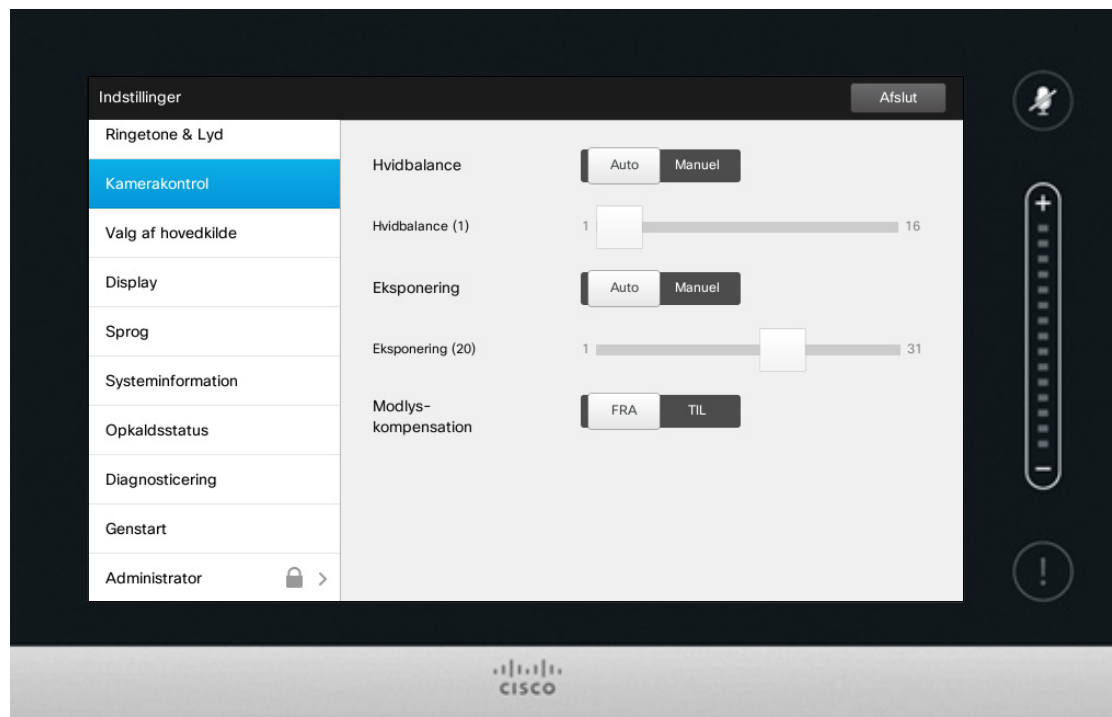 Indstillinger
Afslut
Ringetone & Lyd
Kamerakontrol
Valg af hovedkilde
Display
Sprog
Systeminformation
Opkaldsstatus
Diagnosticering
Genstart
Administrator
Hvidbalance
Auto Manuel
Hvidbalance (1)
1 16
Eksponering
Auto Manuel
Eksponering (20)
1 31
Modlys-
kompensation
FRA TIL
+
–
!
CISCO